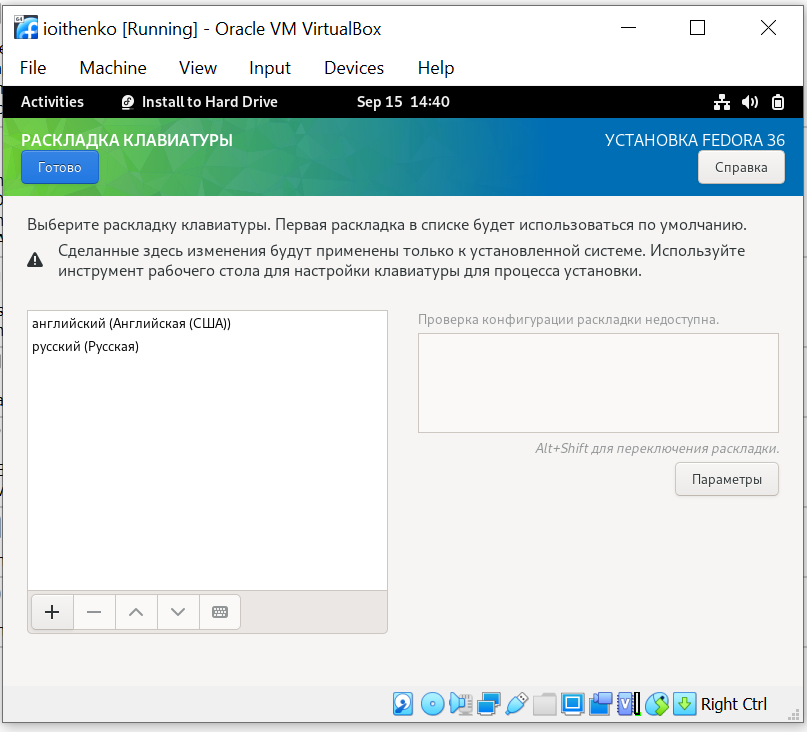 ioithenko [Running] - Oracle VM VirtualBox
File Machine View Input Devices Help
Activities Install to Hard Drive Sep 15 14:40
РАСКЛАДКА КЛАВИАТУРЫ УСТАНОВКА FEDORA 36
Готово Справка
Выберите раскладку клавиатуры. Первая раскладка в списке будет использоваться по умолчанию.
Сделанные здесь изменения будут применены только к установленной системе. Используйте
инструмент рабочего стола для настройки клавиатуры для процесса установки.
английский (Английская (США))
русский (Русская)
Проверка конфигурации раскладки недоступна.
Alt+Shift для переключения раскладки.
Параметры
Right Ctrl